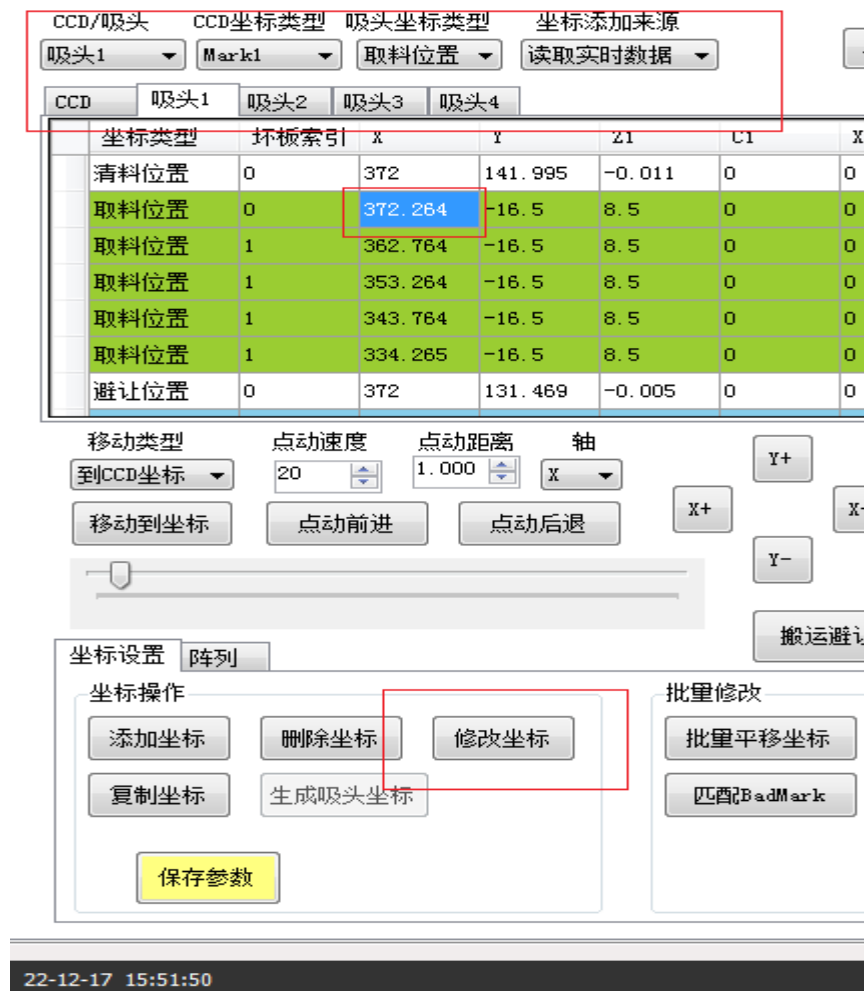 CCD/吸头 CCD坐标类型 吸头坐标类型 坐标添加来源
吸头1 Mark1 取料位置 读取实时数据
CCD 吸头1 吸头2 吸头3 吸头4
坐标类型 坏板索引 X Y Z1 C1 X
清料位置 0 372 141.995 -0.011 0 0
取料位置 0 372.264 -16.5 8.5 0 0
取料位置 1 362.764 -16.5 8.5 0 0
取料位置 1 353.264 -16.5 8.5 0 0
取料位置 1 343.764 -16.5 8.5 0 0
取料位置 1 334.265 -16.5 8.5 0 0
避让位置 0 372 131.469 -0.005 0 0
移动类型 点动速度 点动距离 轴
到CCD坐标 20 1.000 X
Y+
移动到坐标 点动前进 点动后退 X+ X-
Y-
搬运避让
坐标设置 阵列
坐标操作 批量修改
添加坐标 删除坐标 修改坐标 批量平移坐标
复制坐标 生成吸头坐标 匹配BadMark
保存参数
22-12-17 15:51:50